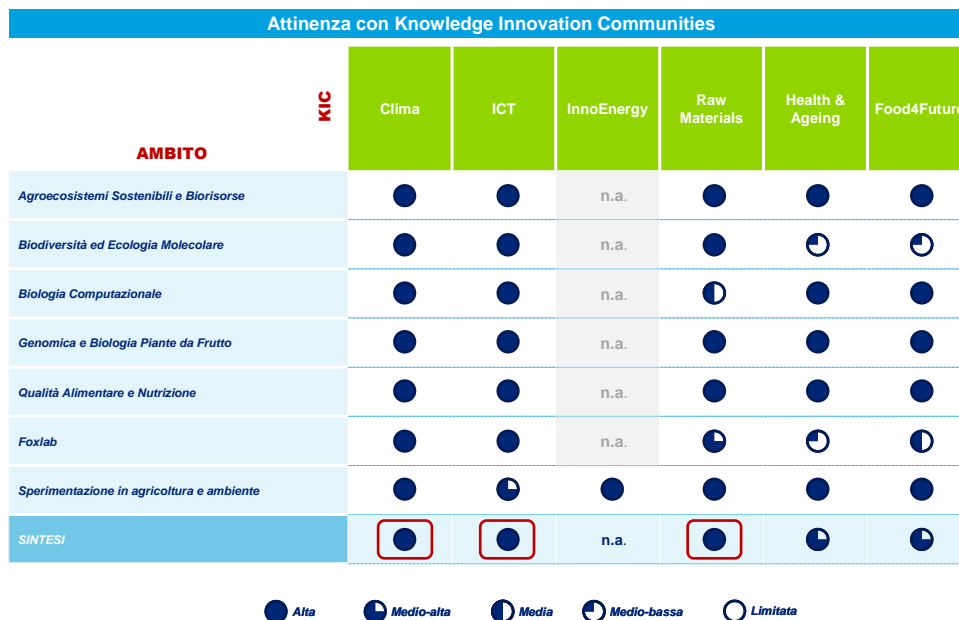 Attinenza con Knowledge Innovation Communities
KIC
AMBITO
Clima
ICT
InnoEnergy
Raw
Materials
Health &
Ageing
Food4Future
Agroecosistemi Sostenibili e Biorisorse
n.a.
Biodiversità ed Ecologia Molecolare
n.a.
Biologia Computazionale
n.a.
Genomica e Biologia Piante da Frutto
n.a.
Qualità Alimentare e Nutrizione
n.a.
Foxlab
n.a.
Sperimentazione in agricoltura e ambiente
SINTESI
n.a.
Alta
Medio-alta
Media
Medio-bassa
Limitata